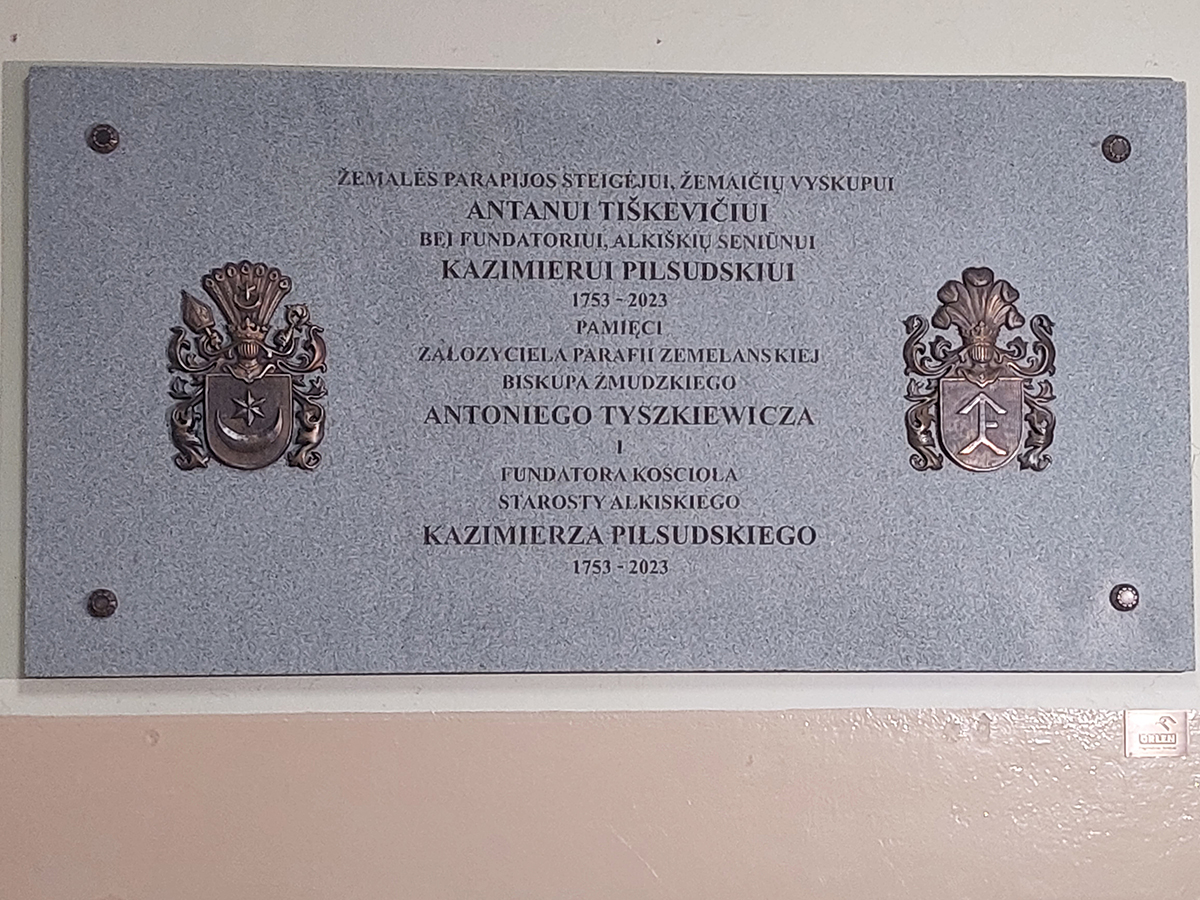 ŽEMALĖS PARAPIJOS STEIGĖJUI, ŽEMAIČIŲ VYSKUPUI
ANTANUI TIŠKEVIČIUI
BEI FUNDATORIUI, ALKIŠKIŲ SENIŪNUI
KAZIMIERUI PILSUDSKIUI
1753 - 2023
PAMIĘCI
ZAŁOZYCIELA PARAFII ZEMELANSKIEJ
BISKUPA ŻMUDZKIEGO
ANTONIEGO TYSZKIEWICZA
I
FUNDATORA KOSCIOŁA
STAROSTY ALKISKIEGO
KAZIMIERZA PIŁSUDSKIEGO
1753 - 2023
ORLEN